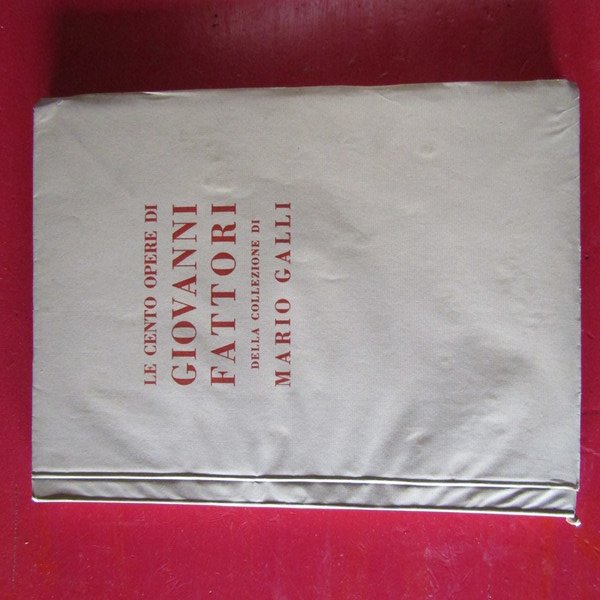 LE CENTO OPERE DI
GIOVANNI
FATTORI
DELLA COLLEZIONE DI
MARIO GALLI